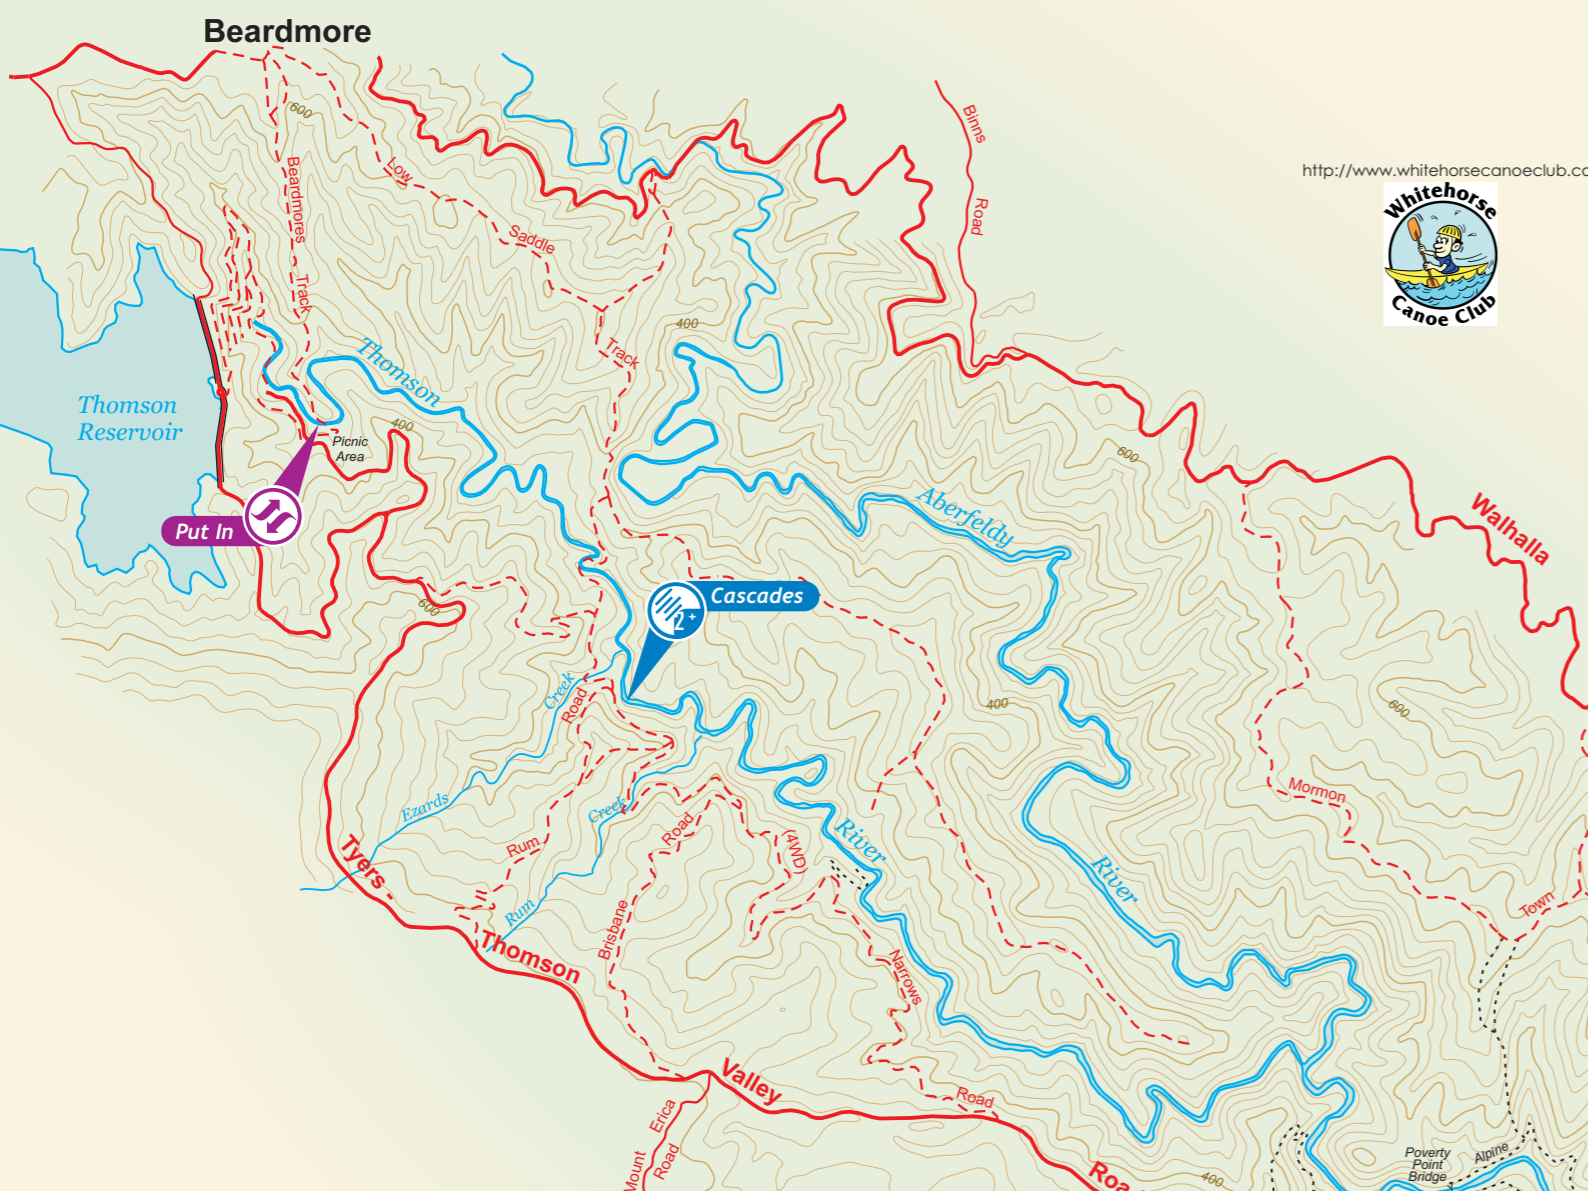 Beardmore
http://www.whitehorsecanoeclub.co
Whitehorse
Canoe Club
Binns
Road
600
Low
Saddle
Track
Beardmores
Track
400
Thomson
Thomson
Reservoir
400
Picnic
Area
Put In
600
Walhalla
Aberfeldy
600
Cascades
2+
Creek
Road
400
600
Ezards
Creek
Rum
Road
(4WD)
River
River
Mormon
Town
Tyers -
Rum
Brisbane
Thomson
Narrows
Valley
Road
Erica
Mount
Road
Roa
400
Poverty
Point
Bridge
Alpine